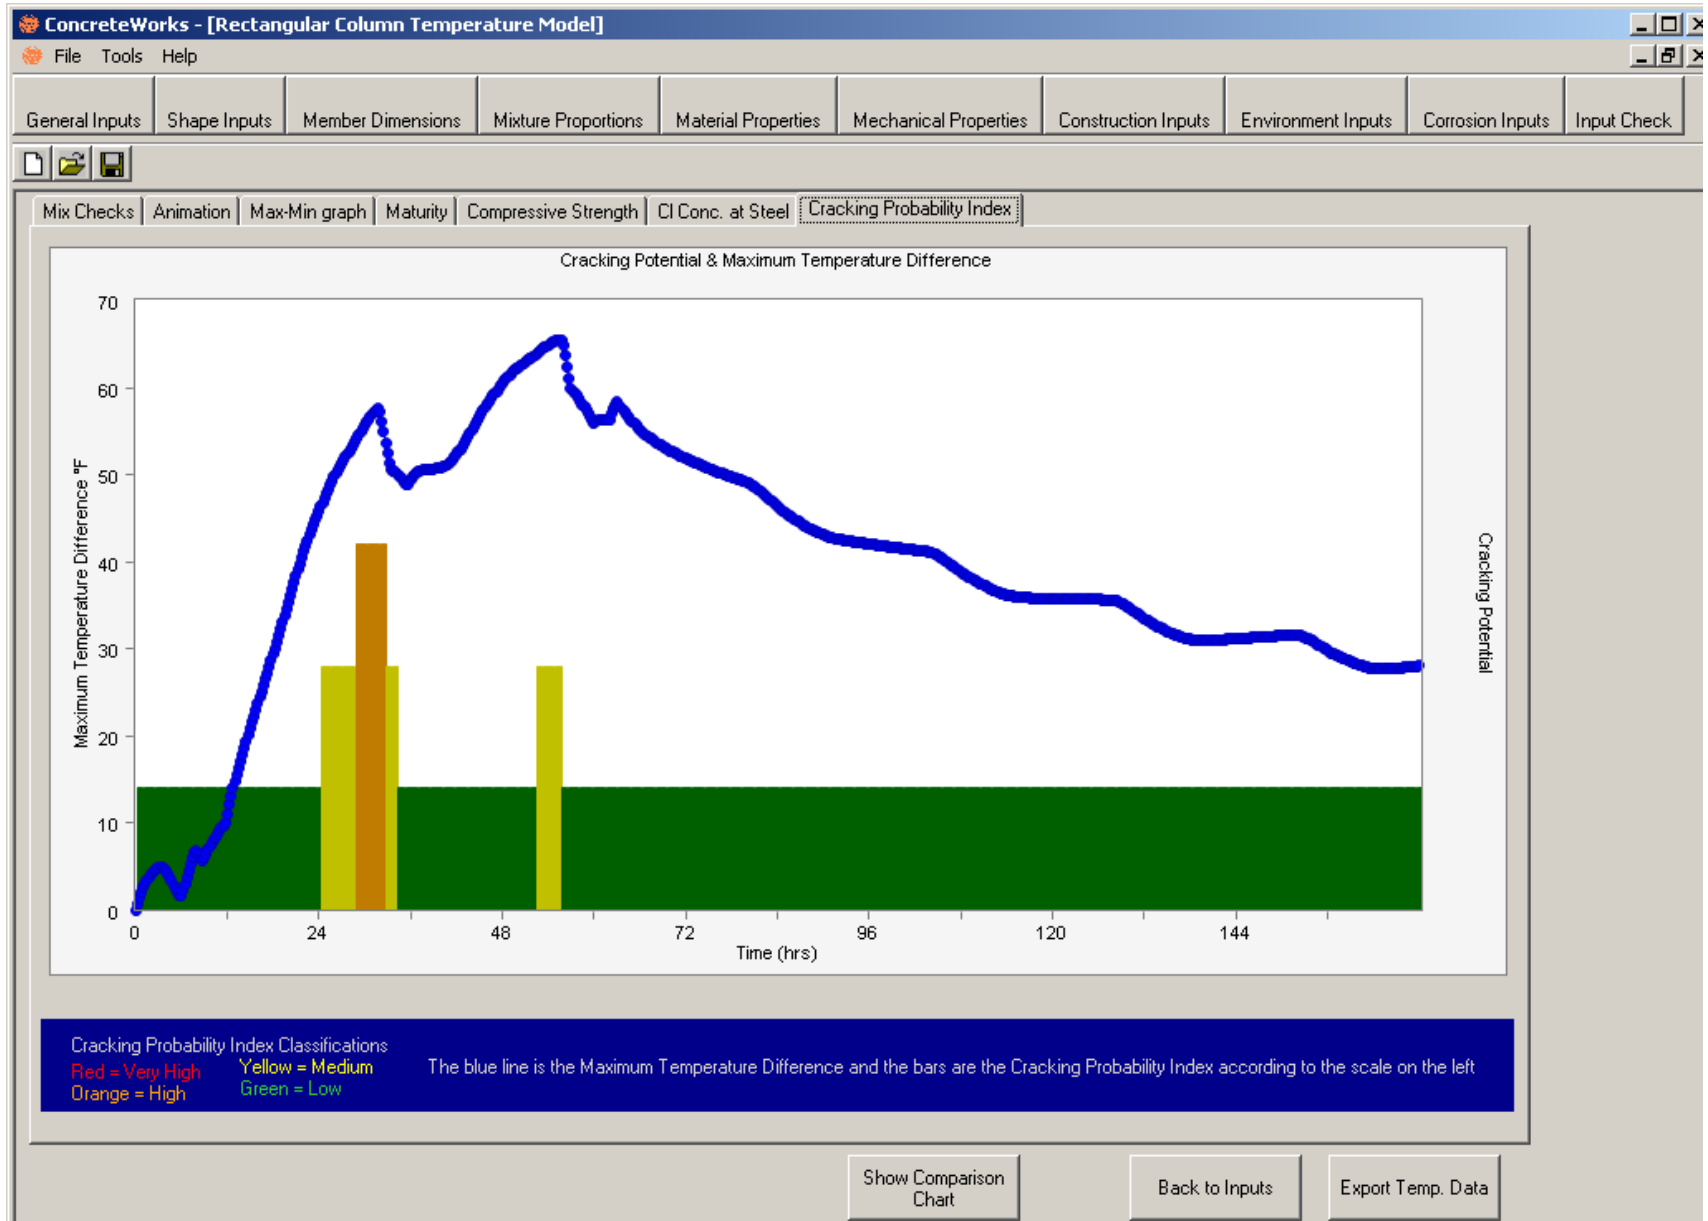 ConcreteWorks - [Rectangular Column Temperature Model]
File Tools Help
General Inputs Shape Inputs Member Dimensions Mixture Proportions Material Properties Mechanical Properties Construction Inputs Environment Inputs Corrosion Inputs Input Check
Mix Checks Animation Max-Min graph Maturity Compressive Strength Cl Conc. at Steel Cracking Probability Index
Cracking Potential & Maximum Temperature Difference
70
60
50
40
30
20
10
0
Maximum Temperature Difference °F
Cracking Potential
0 24 48 72 96 120 144
Time (hrs)
Cracking Probability Index Classifications
Red = Very High Yellow = Medium
Orange = High Green = Low
The blue line is the Maximum Temperature Difference and the bars are the Cracking Probability Index according to the scale on the left
Show Comparison
Chart
Back to Inputs
Export Temp. Data